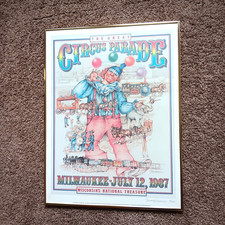 THE GREAT
CIRCUS PARADE
MILWAUKEE·JULY 12, 1987
WISCONSIN'S NATIONAL TREASURE